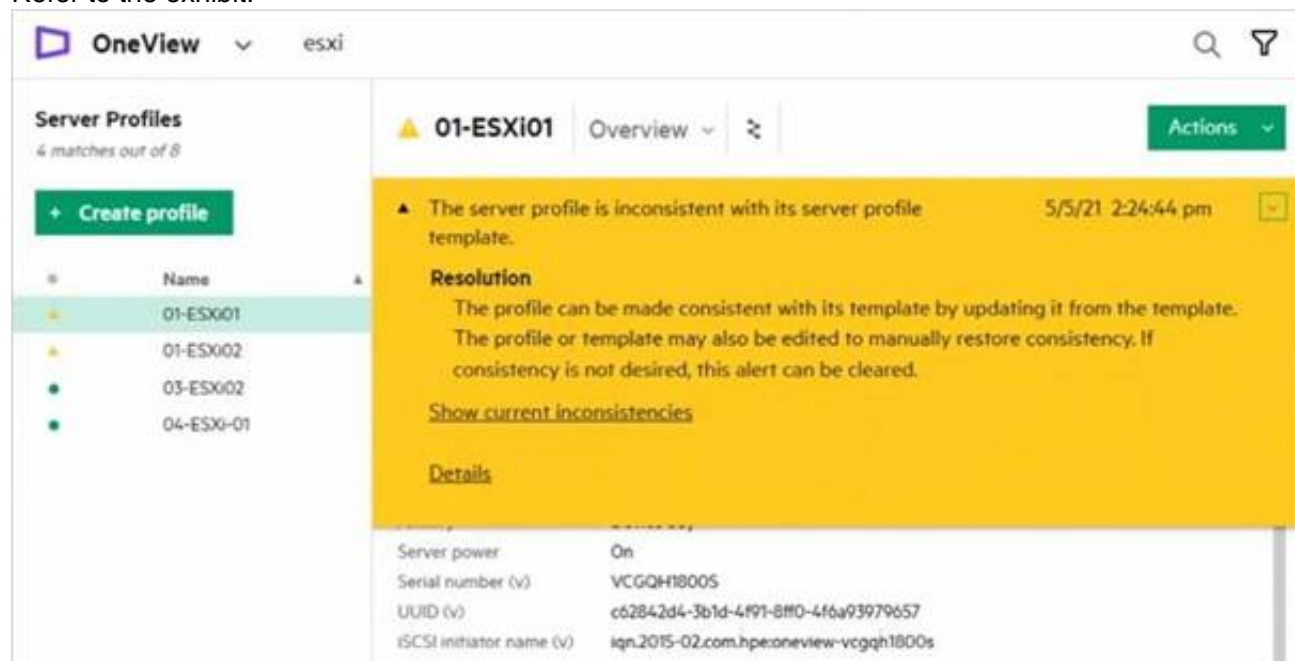 OneView esxi
Server Profiles
4 matches out of 8
+ Create profile
Name
01-ESXi01
01-ESXi02
03-ESXi02
04-ESXi-01
01-ESXi01 Overview Actions
The server profile is inconsistent with its server profile 5/5/21 2:24:44 pm
template.
Resolution
The profile can be made consistent with its template by updating it from the template.
The profile or template may also be edited to manually restore consistency. If
consistency is not desired, this alert can be cleared.
Show current inconsistencies
Details
Server power On
Serial number (v) VCGQH1800S
UUID (v) c62842d4-3b1d-4f91-8ff0-4f6a93979657
iSCSI initiator name (v) iqn.2015-02.com.hpe:oneview-vcgqh1800s